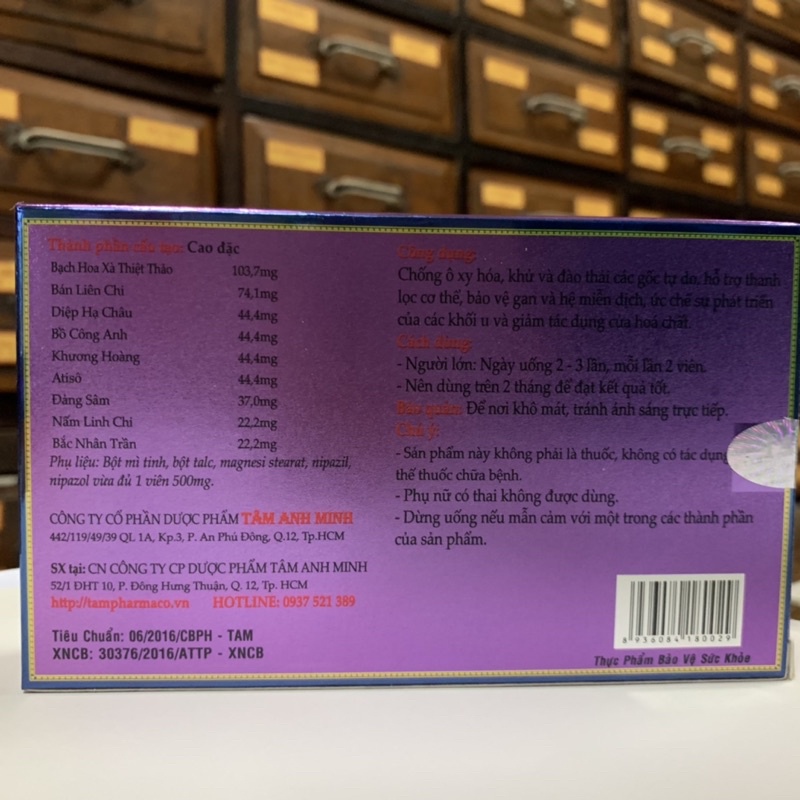 Thành phần cấu tạo: Cao đặc
Bạch Hoa Xà Thiệt Thảo 103,7mg
Bán Liên Chi 74,1mg
Diệp Hạ Châu 44,4mg
Bồ Công Anh 44,4mg
Khương Hoàng 44,4mg
Atisô 44,4mg
Đảng Sâm 37,0mg
Nấm Linh Chi 22,2mg
Bắc Nhân Trần 22,2mg
Phụ liệu: Bột mì tinh, bột talc, magnesi stearat, nipazil,
nipazol vừa đủ 1 viên 500mg.
CÔNG TY CỔ PHẦN DƯỢC PHẨM TÂM ANH MINH
442/119/49/39 QL 1A, Kp.3, P. An Phú Đông, Q.12, Tp.HCM
SX tại: CN CÔNG TY CP DƯỢC PHẨM TÂM ANH MINH
52/1 ĐHT 10, P. Đông Hưng Thuận, Q. 12, Tp. HCM
http://tampharmaco.vn HOTLINE: 0937 521 389
Tiêu Chuẩn: 06/2016/CBPH - TAM
XNCB: 30376/2016/ATTP - XNCB
Công dụng:
Chống ô xy hóa, khử và đào thải các gốc tự do, hỗ trợ thanh
lọc cơ thể, bảo vệ gan và hệ miễn dịch, ức chế sự phát triển
của các khối u và giảm tác dụng của hoá chất.
Cách dùng:
- Người lớn: Ngày uống 2 - 3 lần, mỗi lần 2 viên.
- Nên dùng trên 2 tháng để đạt kết quả tốt.
Bảo quản: Để nơi khô mát, tránh ánh sáng trực tiếp.
Chú ý:
- Sản phẩm này không phải là thuốc, không có tác dụng
thế thuốc chữa bệnh.
- Phụ nữ có thai không được dùng.
- Dừng uống nếu mẫn cảm với một trong các thành phần
của sản phẩm.
8 936084 180029
Thực Phẩm Bảo Vệ Sức Khỏe